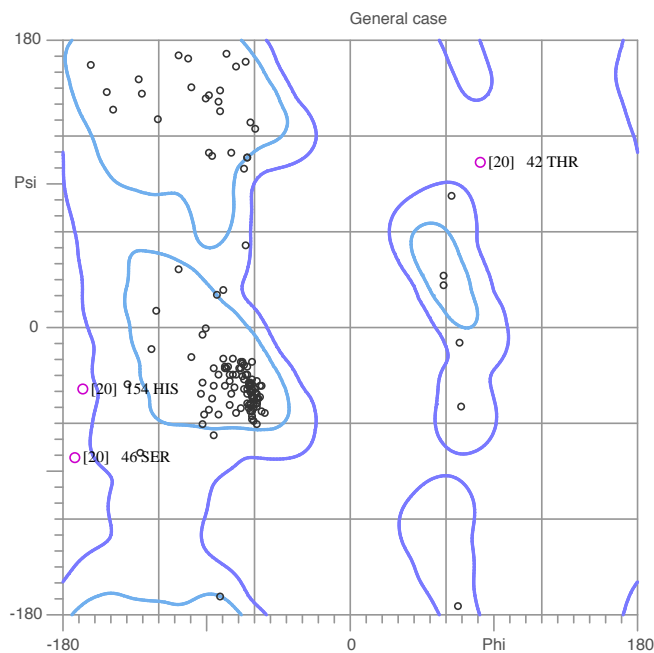 General case
180
[20] 42 THR
Psi
0
[20] 154 HIS
[20] 46 SER
-180
-180 0 Phi 180